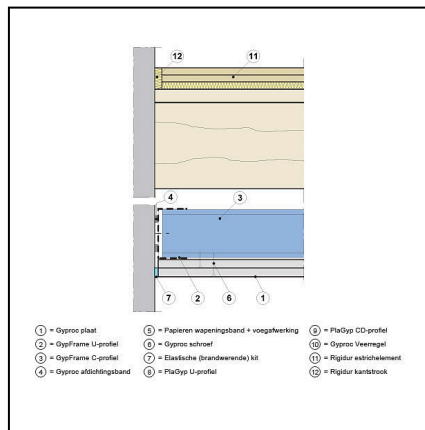 12
11
4
3
7
2
6
1
1 = Gyproc plaat
2 = GypFrame U-profiel
3 = GypFrame C-profiel
4 = Gyproc afdichtingsband
5 = Papieren wapeningsband + voegafwerking
6 = Gyproc schroef
7 = Elastische (brandwerende) kit
8 = PlaGyp U-profiel
9 = PlaGyp CD-profiel
10 = Gyproc Veerregel
11 = Rigidur estrichelement
12 = Rigidur kantstrook